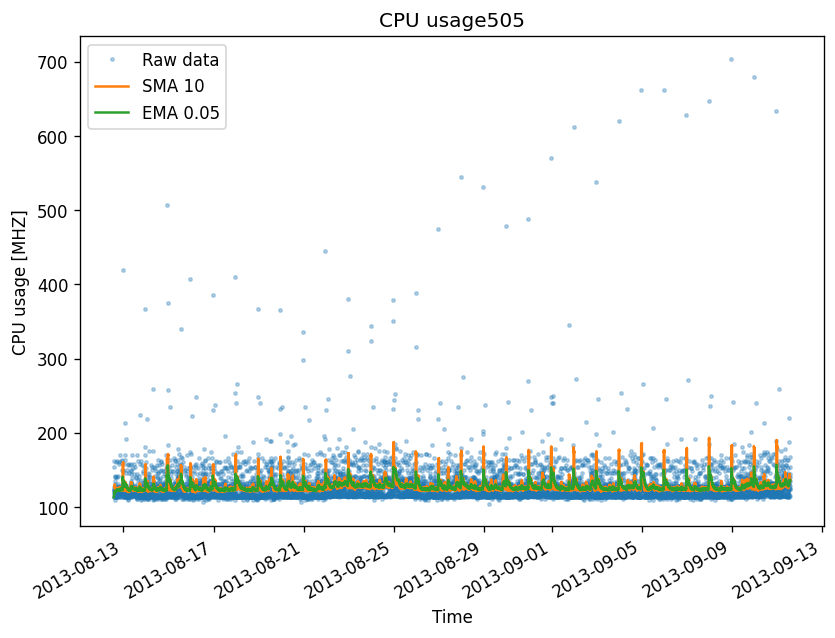 CPU usage505
Raw data
SMA 10
EMA 0.05
CPU usage [MHZ]
700
600
500
400
300
200
100
2013-08-13
2013-08-17
2013-08-21
2013-08-25
2013-08-29
2013-09-01
2013-09-05
2013-09-09
2013-09-13
Time